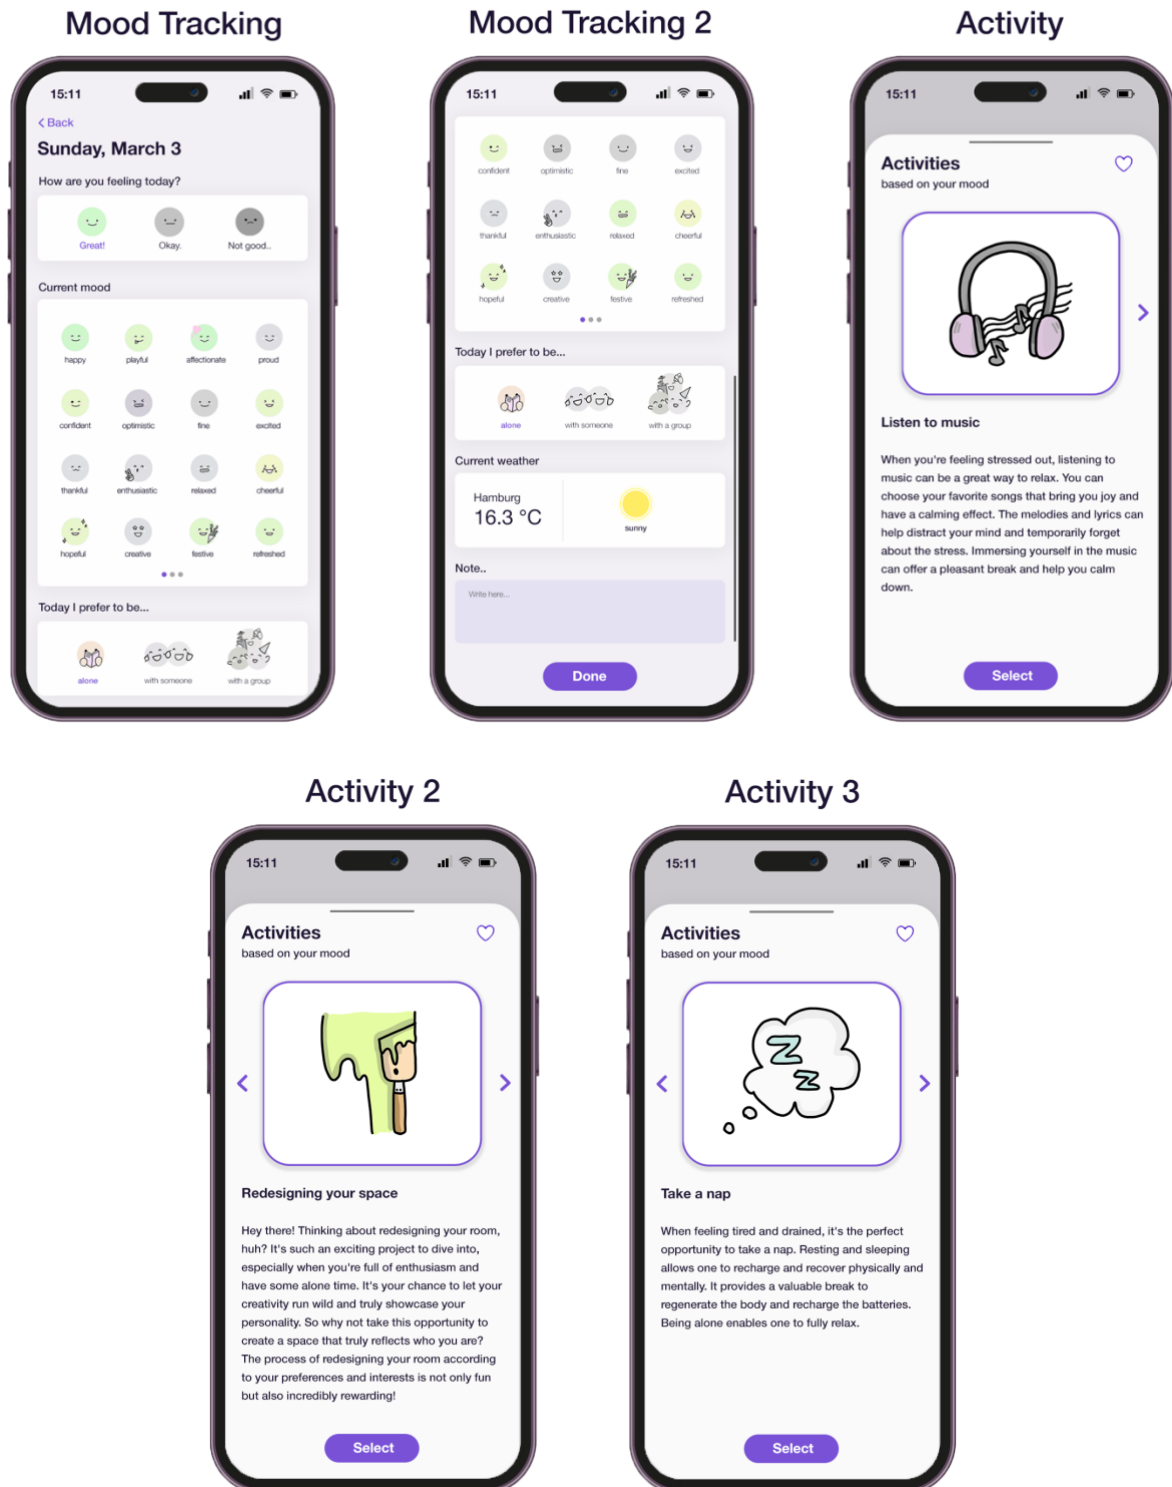 Mood Tracking
15:11
Back
Sunday, March 3
How are you feeling today?
Great! Okay. Not good..
Current mood
happy playful affectionate proud
confident optimistic fine excited
thankful enthusiastic relaxed cheerful
hopeful creative festive refreshed
Today I prefer to be...
alone with someone with a group
Mood Tracking 2
15:11
confident optimistic fine excited
thankful enthusiastic relaxed cheerful
hopeful creative festive refreshed
Today I prefer to be...
alone with someone with a group
Current weather
Hamburg
16.3 °C
sunny
Note..
Write here...
Done
Activity
15:11
Activities
based on your mood
Listen to music
When you're feeling stressed out, listening to
music can be a great way to relax. You can
choose your favorite songs that bring you joy and
have a calming effect. The melodies and lyrics can
help distract your mind and temporarily forget
about the stress. Immersing yourself in the music
can offer a pleasant break and help you calm
down.
Select
Activity 2
15:11
Activities
based on your mood
Redesigning your space
Hey there! Thinking about redesigning your room,
huh? It's such an exciting project to dive into,
especially when you're full of enthusiasm and
have some alone time. It's your chance to let your
creativity run wild and truly showcase your
personality. So why not take this opportunity to
create a space that truly reflects who you are?
The process of redesigning your room according
to your preferences and interests is not only fun
but also incredibly rewarding!
Select
Activity 3
15:11
Activities
based on your mood
Z
Z
Take a nap
When feeling tired and drained, it's the perfect
opportunity to take a nap. Resting and sleeping
allows one to recharge and recover physically and
mentally. It provides a valuable break to
regenerate the body and recharge the batteries.
Being alone enables one to fully relax.
Select